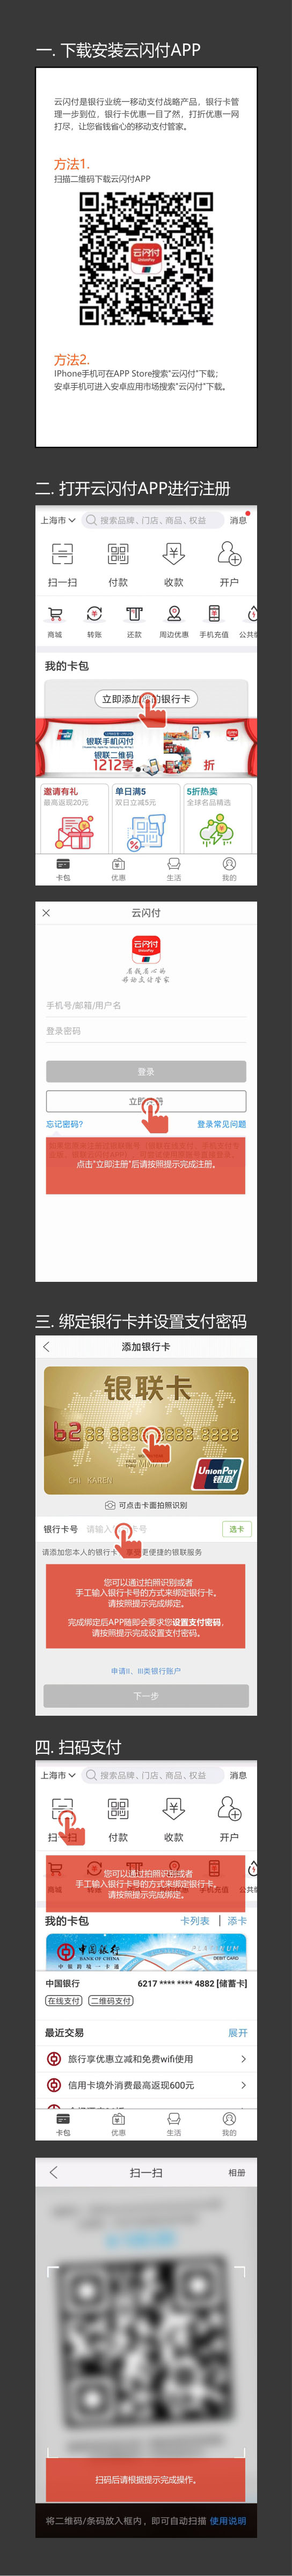 一. 下载安装云闪付APP
云闪付是银行业统一移动支付战略产品，银行卡管
理一步到位，银行卡优惠一目了然，打折优惠一网
打尽，让您省钱省心的移动支付管家。
方法1.
扫描二维码下载云闪付APP
云闪付
UnionPay
方法2.
IPhone手机可在APP Store搜索"云闪付"下载；
安卓手机可进入安卓应用市场搜索"云闪付"下载。
二. 打开云闪付APP进行注册
上海市 搜索品牌、门店、商品、权益 消息
扫一扫 付款 收款 开户
商城 转账 还款 周边优惠 手机充值 公共
我的卡包
立即添加 银行卡
银联手机闪付
银联二维码
1212享 折
邀请有礼 单日满5 5折热卖
最高返现20元 双日立减5元 全球名品精选
卡包 优惠 生活 我的
云闪付
云闪付
UnionPay
省钱省心的
移动支付管家
手机号/邮箱/用户名
登录密码
登录
立即 册
忘记密码? 登录常见问题
点击"立即注册"后请按照提示完成注册。
三. 绑定银行卡并设置支付密码
添加银行卡
银联卡
CHI KAREN
UnionPay
银联
可点击卡面拍照识别
银行卡号 请输入 卡号 选卡
请添加您本人的银行卡 享受更便捷的银联服务
您可以通过拍照识别或者
手工输入银行卡号的方式来绑定银行卡。
请按照提示完成绑定。
完成绑定后APP随即会要求您设置支付密码，
请按照提示完成设置支付密码。
申请II、III类银行账户
下一步
四. 扫码支付
上海市 搜索品牌、门店、商品、权益 消息
扫一扫 付款 收款 开户
您可以通过拍照识别或者
手工输入银行卡号的方式来绑定银行卡。
请按照提示完成绑定。
商城 手机充值 公共
我的卡包 卡列表 添卡
中国银行
BANK OF CHINA
中银跨境一卡通
DEBIT CARD
中国银行 6217 **** **** 4882 [储蓄卡]
在线支付 二维码支付
最近交易 展开
旅行享优惠立减和免费wifi使用
信用卡境外消费最高返现600元
卡包 优惠 生活 我的
扫一扫 相册
扫码后请根据提示完成操作。
将二维码/条码放入框内，即可自动扫描 使用说明